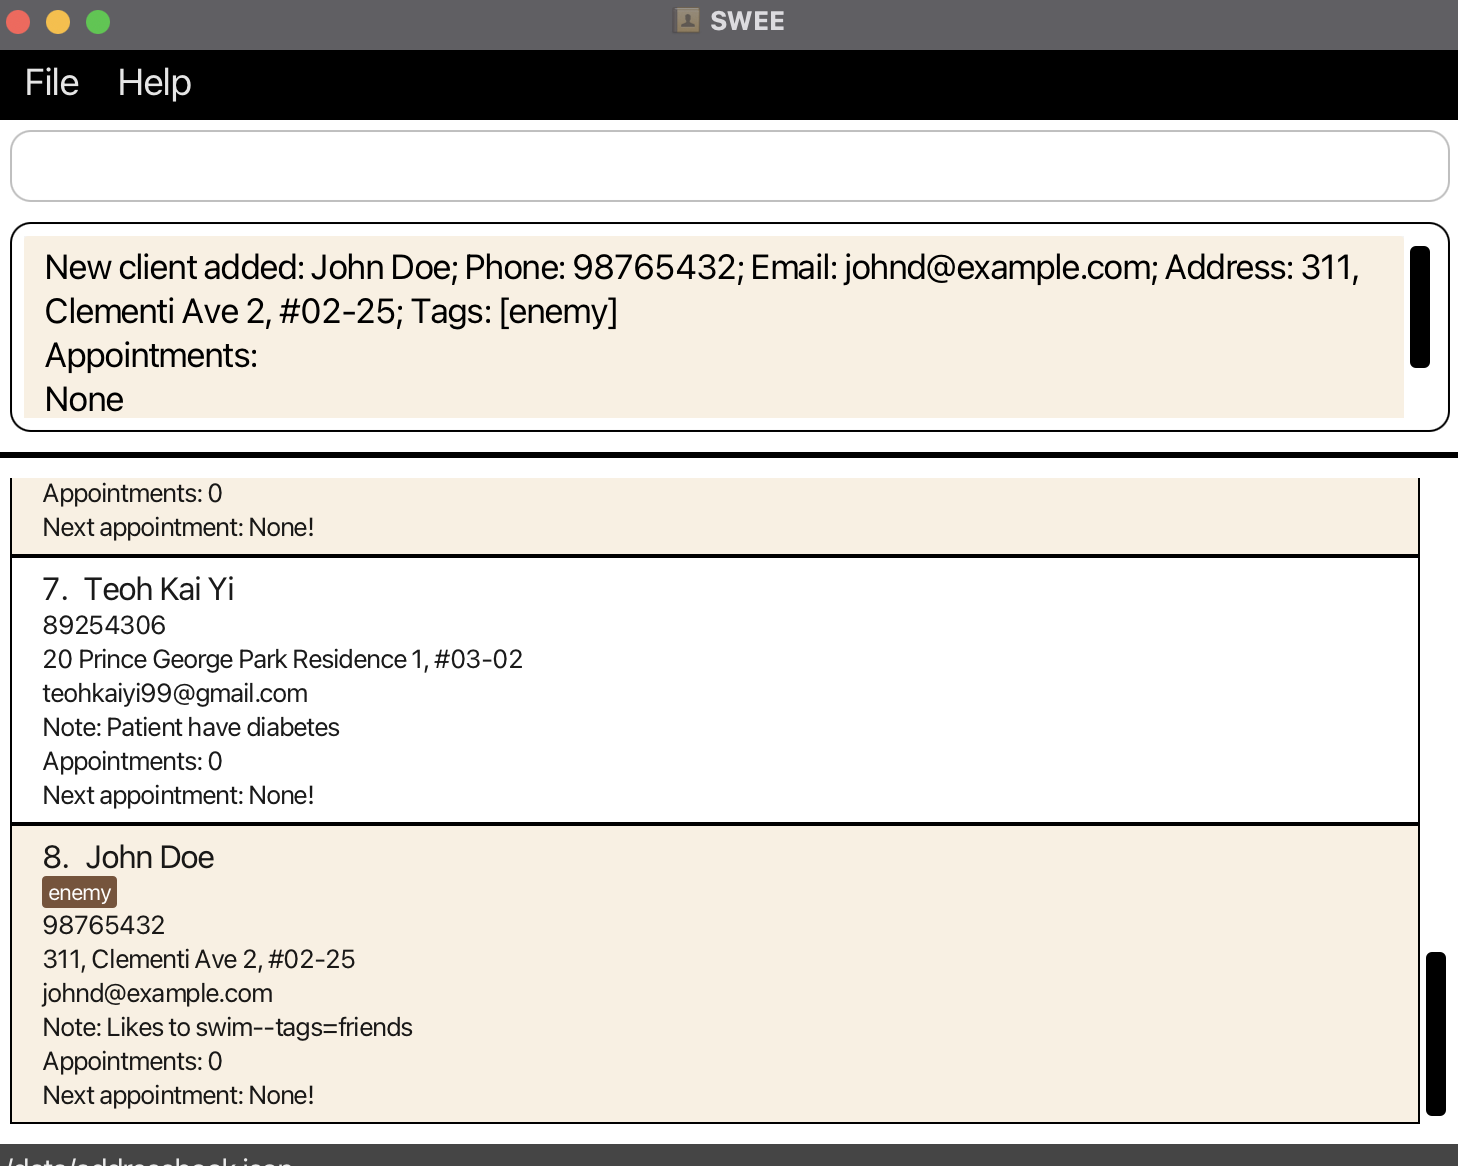 SWEE
File Help
New client added: John Doe; Phone: 98765432; Email: johnd@example.com; Address: 311,
Clementi Ave 2, #02-25; Tags: [enemy]
Appointments:
None
Appointments: 0
Next appointment: None!
7. Teoh Kai Yi
89254306
20 Prince George Park Residence 1, #03-02
teohkaiyi99@gmail.com
Note: Patient have diabetes
Appointments: 0
Next appointment: None!
8. John Doe
enemy
98765432
311, Clementi Ave 2, #02-25
johnd@example.com
Note: Likes to swim--tags=friends
Appointments: 0
Next appointment: None!
/data/addressbook.json